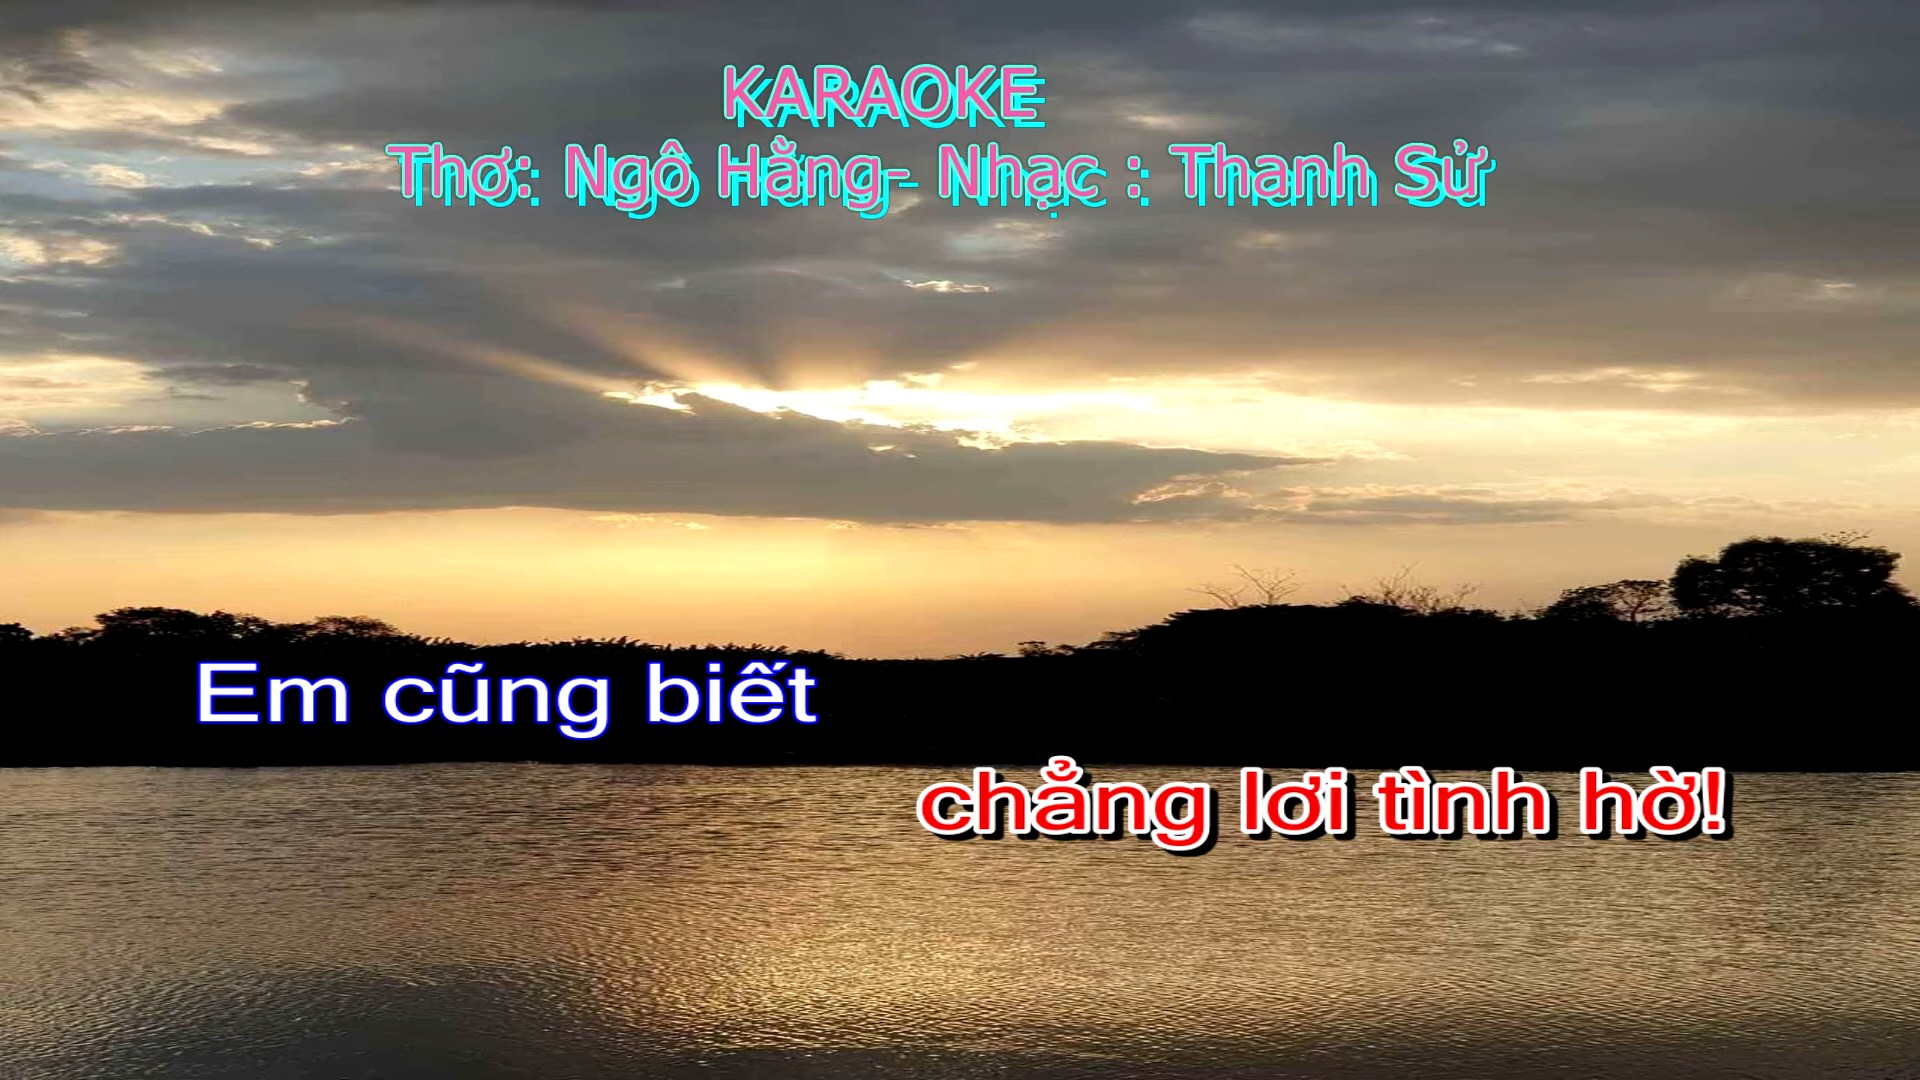 KARAOKE
Thơ: Ngô Hằng- Nhạc : Thanh Sử
Em cũng biết
chẳng lơi tình hờ!